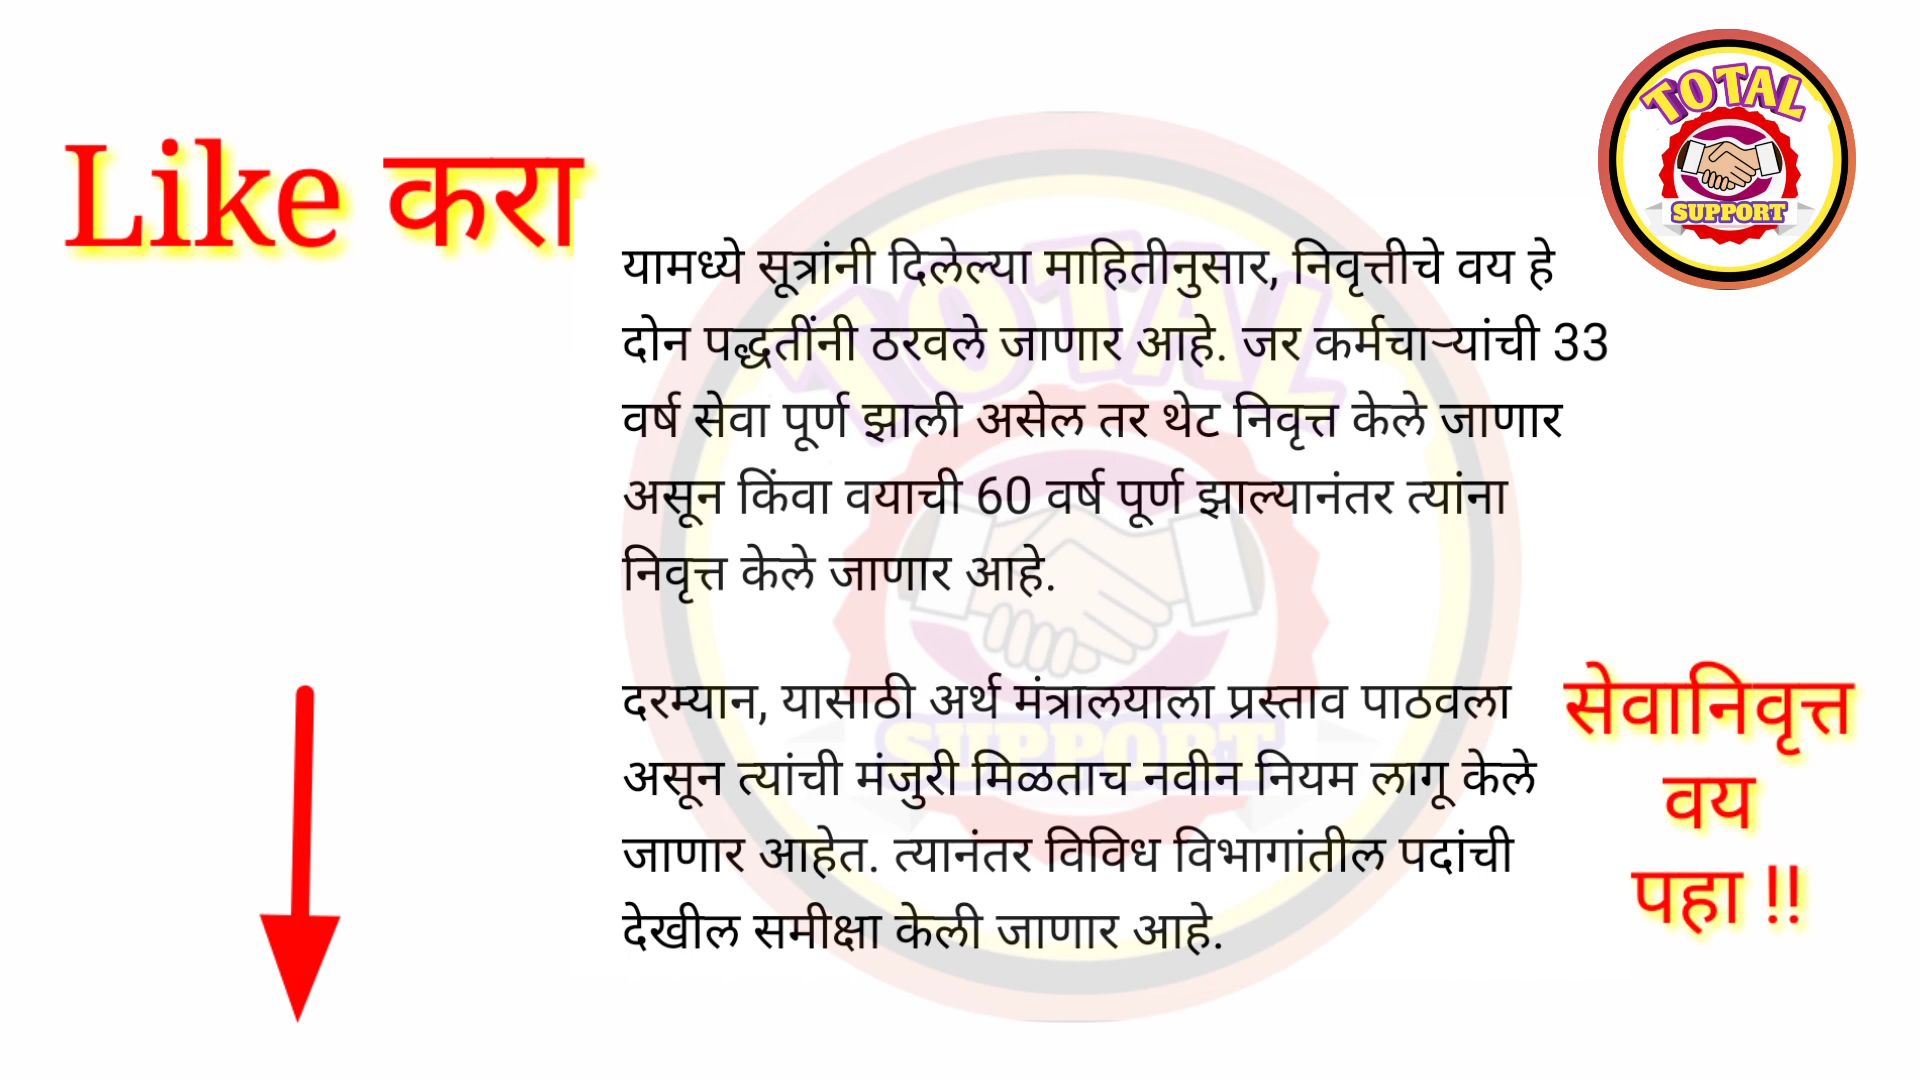 TOTAL
SUPPORT
Like करा
यामध्ये सूत्रांनी दिलेल्या माहितीनुसार, निवृत्तीचे वय हे
दोन पद्धतींनी ठरवले जाणार आहे. जर कर्मचाऱ्यांची 33
वर्ष सेवा पूर्ण झाली असेल तर थेट निवृत्त केले जाणार
असून किंवा वयाची 60 वर्ष पूर्ण झाल्यानंतर त्यांना
निवृत्त केले जाणार आहे.
दरम्यान, यासाठी अर्थ मंत्रालयाला प्रस्ताव पाठवला
असून त्यांची मंजुरी मिळताच नवीन नियम लागू केले
जाणार आहेत. त्यानंतर विविध विभागांतील पदांची
देखील समीक्षा केली जाणार आहे.
सेवानिवृत्त
वय
पहा !!
TOTAL
SUPPORT